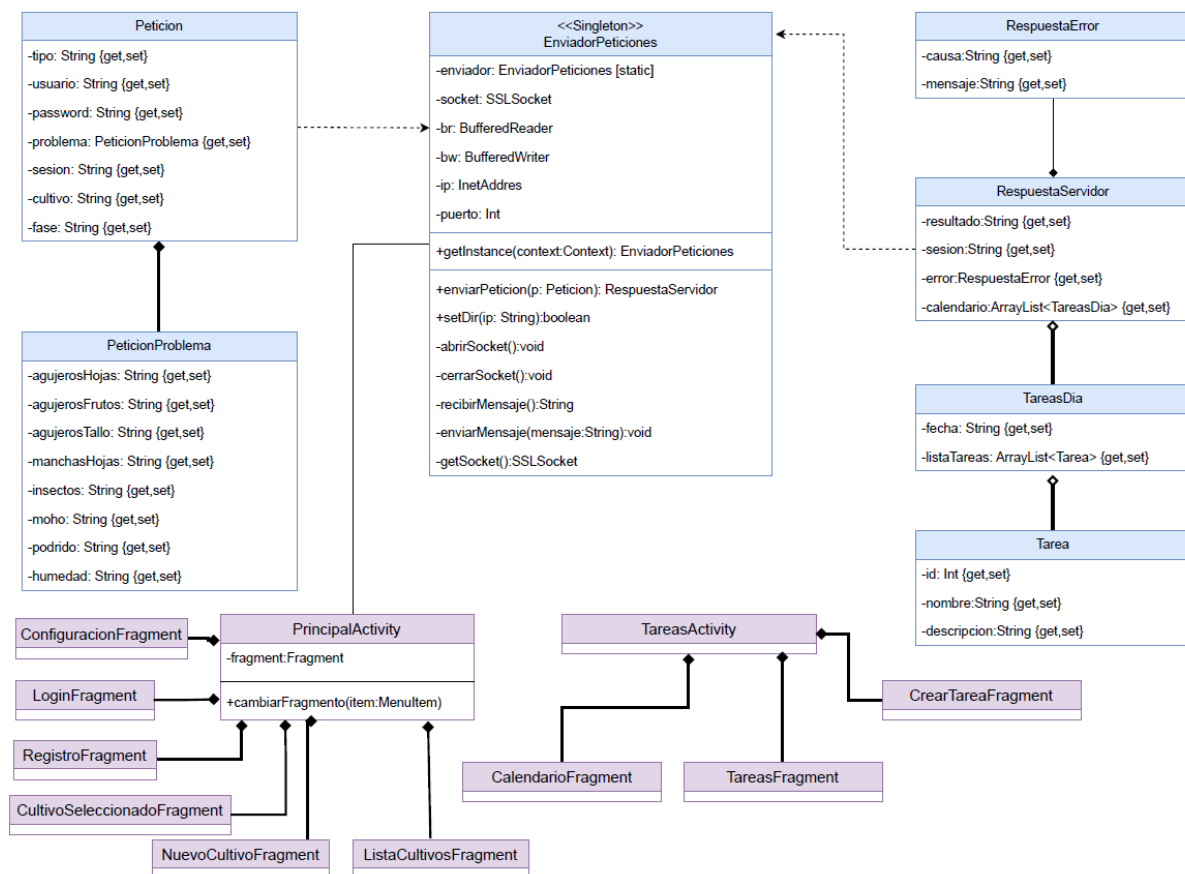 Peticion
-tipo: String {get,set}
-usuario: String {get,set}
-password: String {get,set}
-problema: PeticionProblema {get,set}
-sesion: String {get,set}
-cultivo: String {get,set}
-fase: String {get,set}
PeticionProblema
-agujerosHojas: String {get,set}
-agujerosFrutos: String {get,set}
-agujerosTallo: String {get,set}
-manchasHojas: String {get,set}
-insectos: String {get,set}
-moho: String {get,set}
-podrido: String {get,set}
-humedad: String {get,set}
<<Singleton>>
EnviadorPeticiones
-enviador: EnviadorPeticiones [static]
-socket: SSLSocket
-br: BufferedReader
-bw: BufferedWriter
-ip: InetAddres
-puerto: Int
+getInstance(context:Context): EnviadorPeticiones
+enviarPeticion(p: Peticion): RespuestaServidor
+setDir(ip: String):boolean
-abrirSocket():void
-cerrarSocket():void
-recibirMensaje():String
-enviarMensaje(mensaje:String):void
-getSocket():SSLSocket
RespuestaError
-causa:String {get,set}
-mensaje:String {get,set}
RespuestaServidor
-resultado:String {get,set}
-sesion:String {get,set}
-error:RespuestaError {get,set}
-calendario:ArrayList<TareasDia> {get,set}
TareasDia
-fecha: String {get,set}
-listaTareas: ArrayList<Tarea> {get,set}
Tarea
-id: Int {get,set}
-nombre:String {get,set}
-descripcion:String {get,set}
ConfiguracionFragment
LoginFragment
RegistroFragment
CultivoSeleccionadoFragment
NuevoCultivoFragment
ListaCultivosFragment
PrincipalActivity
-fragment:Fragment
+cambiarFragmento(item:MenuItem)
TareasActivity
CalendarioFragment
TareasFragment
CrearTareaFragment